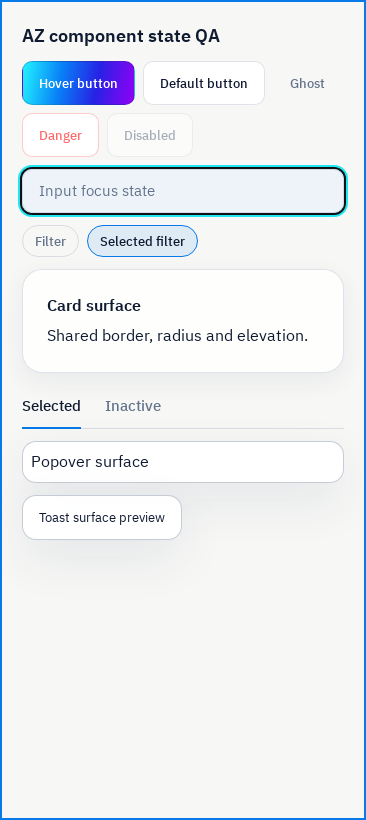 AZ component state QA
Hover button
Default button
Ghost
Danger
Disabled
Input focus state
Filter
Selected filter
Card surface
Shared border, radius and elevation.
Selected
Inactive
Popover surface
Toast surface preview